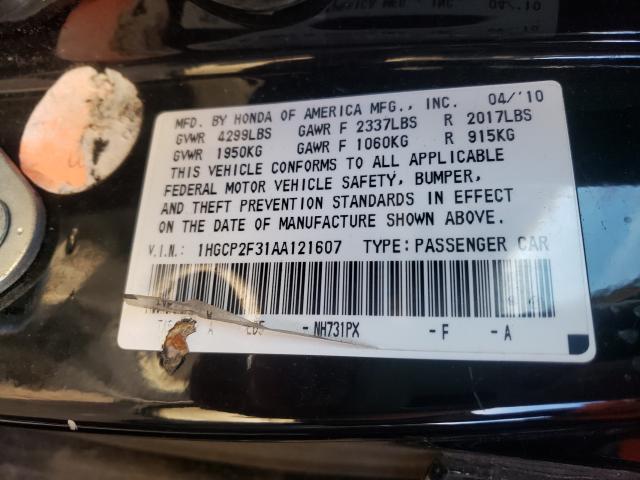 MFD. BY HONDA OF AMERICA MFG., INC. 04/'10
GVWR 4299LBS GAWR F 2337LBS R 2017LBS
GVWR 1950KG GAWR F 1060KG R 915KG
THIS VEHICLE CONFORMS TO ALL APPLICABLE
FEDERAL MOTOR VEHICLE SAFETY, BUMPER,
AND THEFT PREVENTION STANDARDS IN EFFECT
ON THE DATE OF MANUFACTURE SHOWN ABOVE.
V.I.N.: 1HGCP2F31AA121607 TYPE: PASSENGER CAR
-NH731PX -F -A